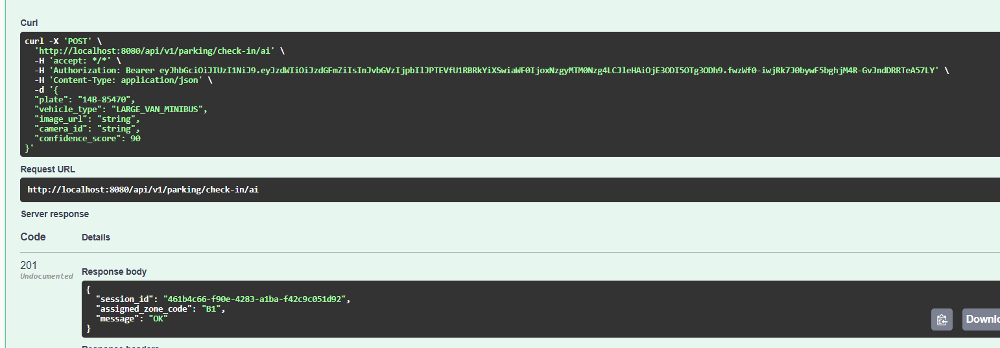 Curl
curl -X 'POST' \
'http://localhost:8080/api/v1/parking/check-in/ai' \
-H 'accept: */*' \
-H 'Authorization: Bearer eyJhbGciOiJIUzI1NiJ9.eyJzdWIiOiJzdGFmZiIsInJvbGVzIjpbIlJPTEVfU1RBRkYiXSwiaWF0IjoxNzgyMTM0Nzg4LCJleHAiOjE3ODI5OTg3ODh9.fwzWf0-iwjRk7J0bywF5bghjM4R-GvJndDRRTeA57LY' \
-H 'Content-Type: application/json' \
-d '{
"plate": "14B-85470",
"vehicle_type": "LARGE_VAN_MINIBUS",
"image_url": "string",
"camera_id": "string",
"confidence_score": 90
}'
Request URL
http://localhost:8080/api/v1/parking/check-in/ai
Server response
Code Details
201
Undocumented
Response body
{
"session_id": "461b4c66-f90e-4283-a1ba-f42c9c051d92",
"assigned_zone_code": "B1",
"message": "OK"
}
Downlo
Response headers